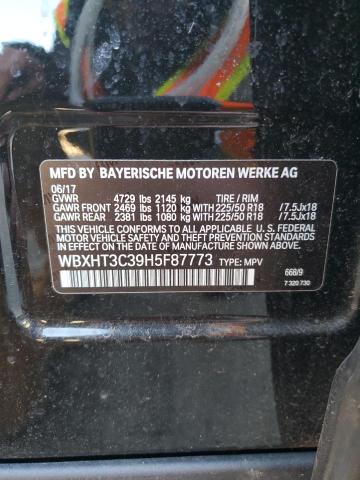 MFD BY BAYERISCHE MOTOREN WERKE AG
06/17
GVWR 4729 lbs 2145 kg TIRE / RIM
GAWR FRONT 2469 lbs 1120 kg WITH 225/50 R18 /7.5Jx18
GAWR REAR 2381 lbs 1080 kg WITH 225/50 R18 /7.5Jx18
THIS VEHICLE CONFORMS TO ALL APPLICABLE U. S. FEDERAL
MOTOR VEHICLE SAFETY, BUMPER, AND THEFT PREVENTION
STANDARDS IN EFFECT ON THE DATE OF MANUFACTURE SHOWN ABOVE.
WBXHT3C39H5F87773 TYPE: MPV
668/9
7 320 730